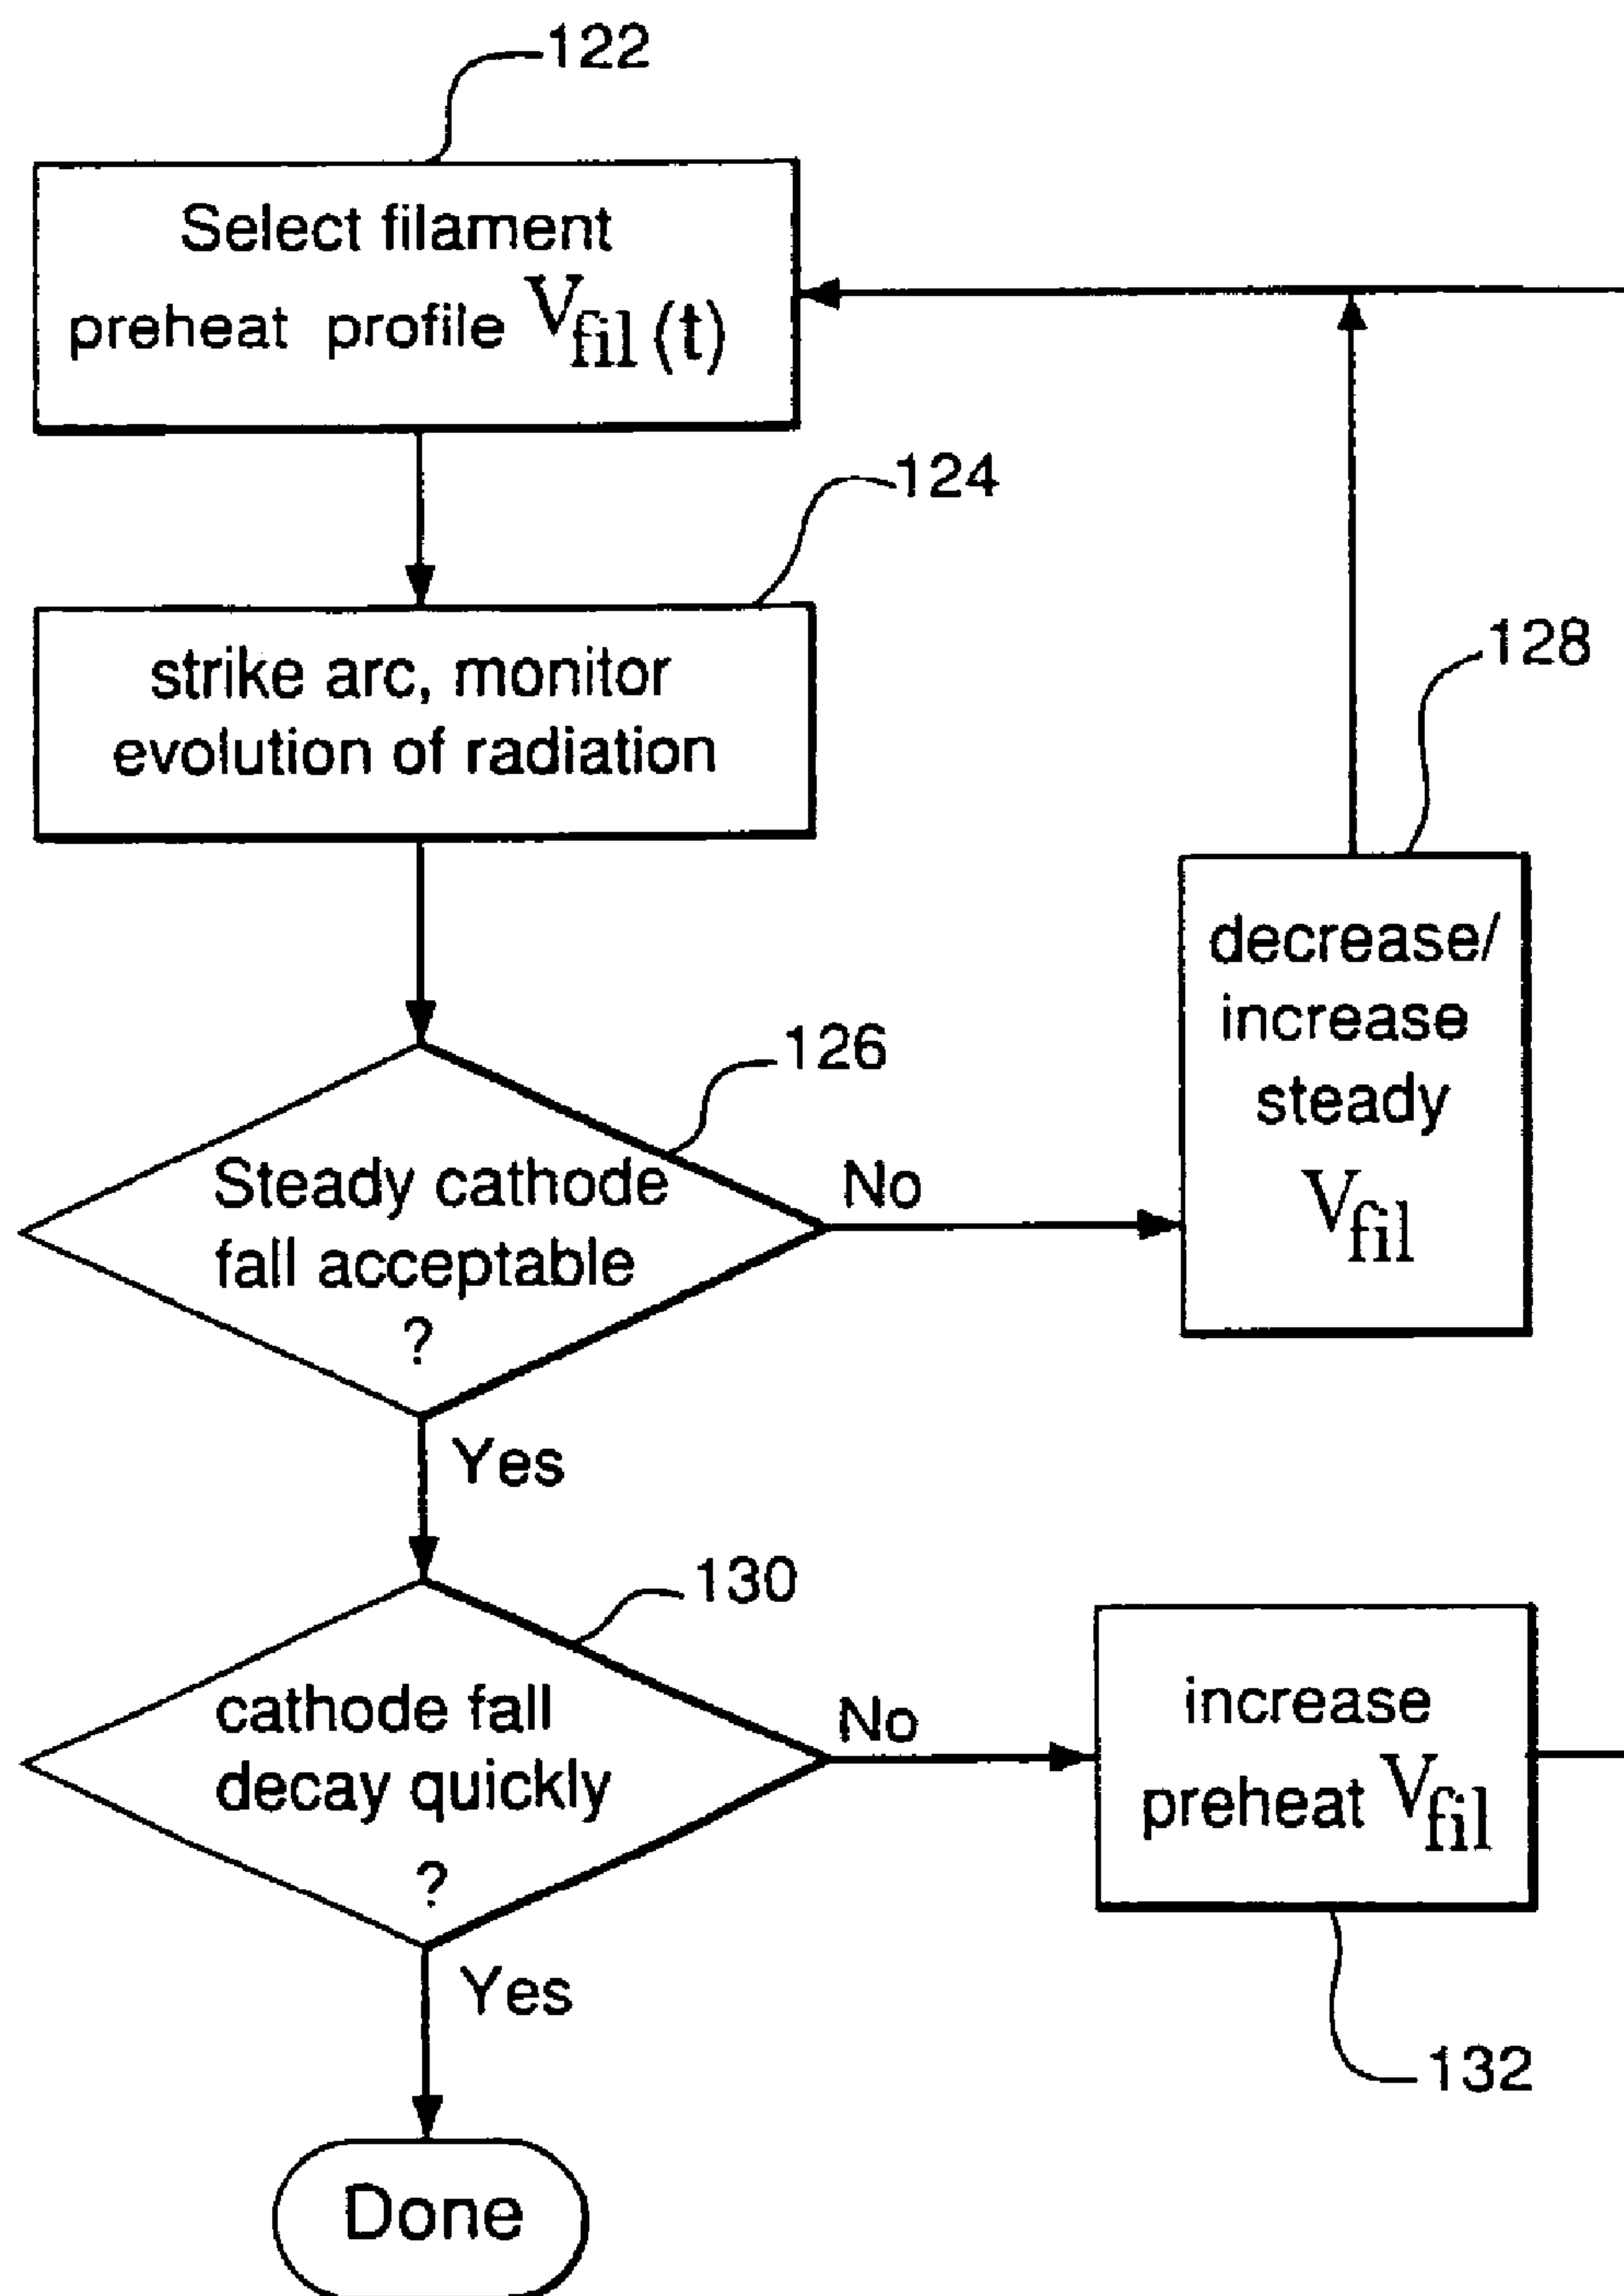 122
Select filament
preheat profile Vfil (t)
124
strike arc, monitor
evolution of radiation
128
decrease/
increase
steady
Vfil
126
Steady cathode
fall acceptable
?
No
Yes
130
cathode fall
decay quickly
?
No
increase
preheat Vfil
132
Yes
Done